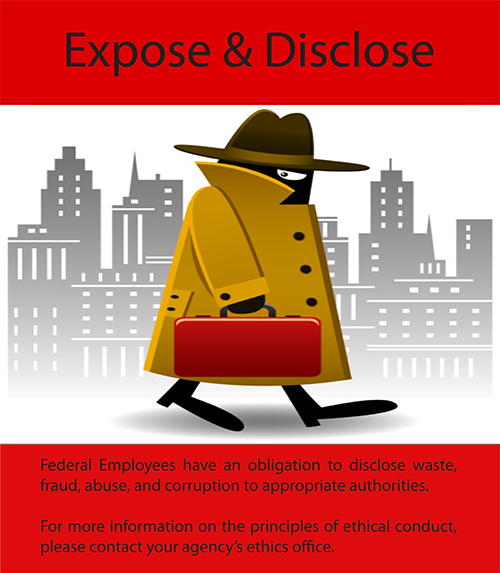 Expose & Disclose
Federal Employees have an obligation to disclose waste,
fraud, abuse, and corruption to appropriate authorities.
For more information on the principles of ethical conduct,
please contact your agency's ethics office.